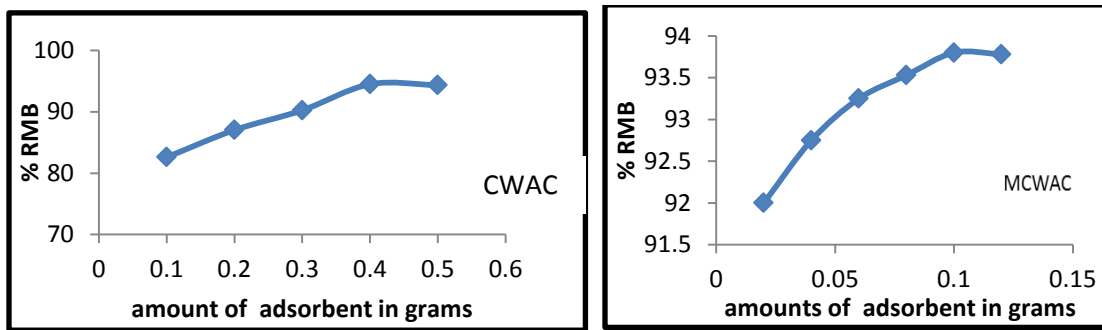 100
90
80
70
% RMB
CWAC
0 0.1 0.2 0.3 0.4 0.5 0.6
amount of adsorbent in grams
94
93.5
93
92.5
92
91.5
% RMB
MCWAC
0 0.05 0.1 0.15
amounts of adsorbent in grams